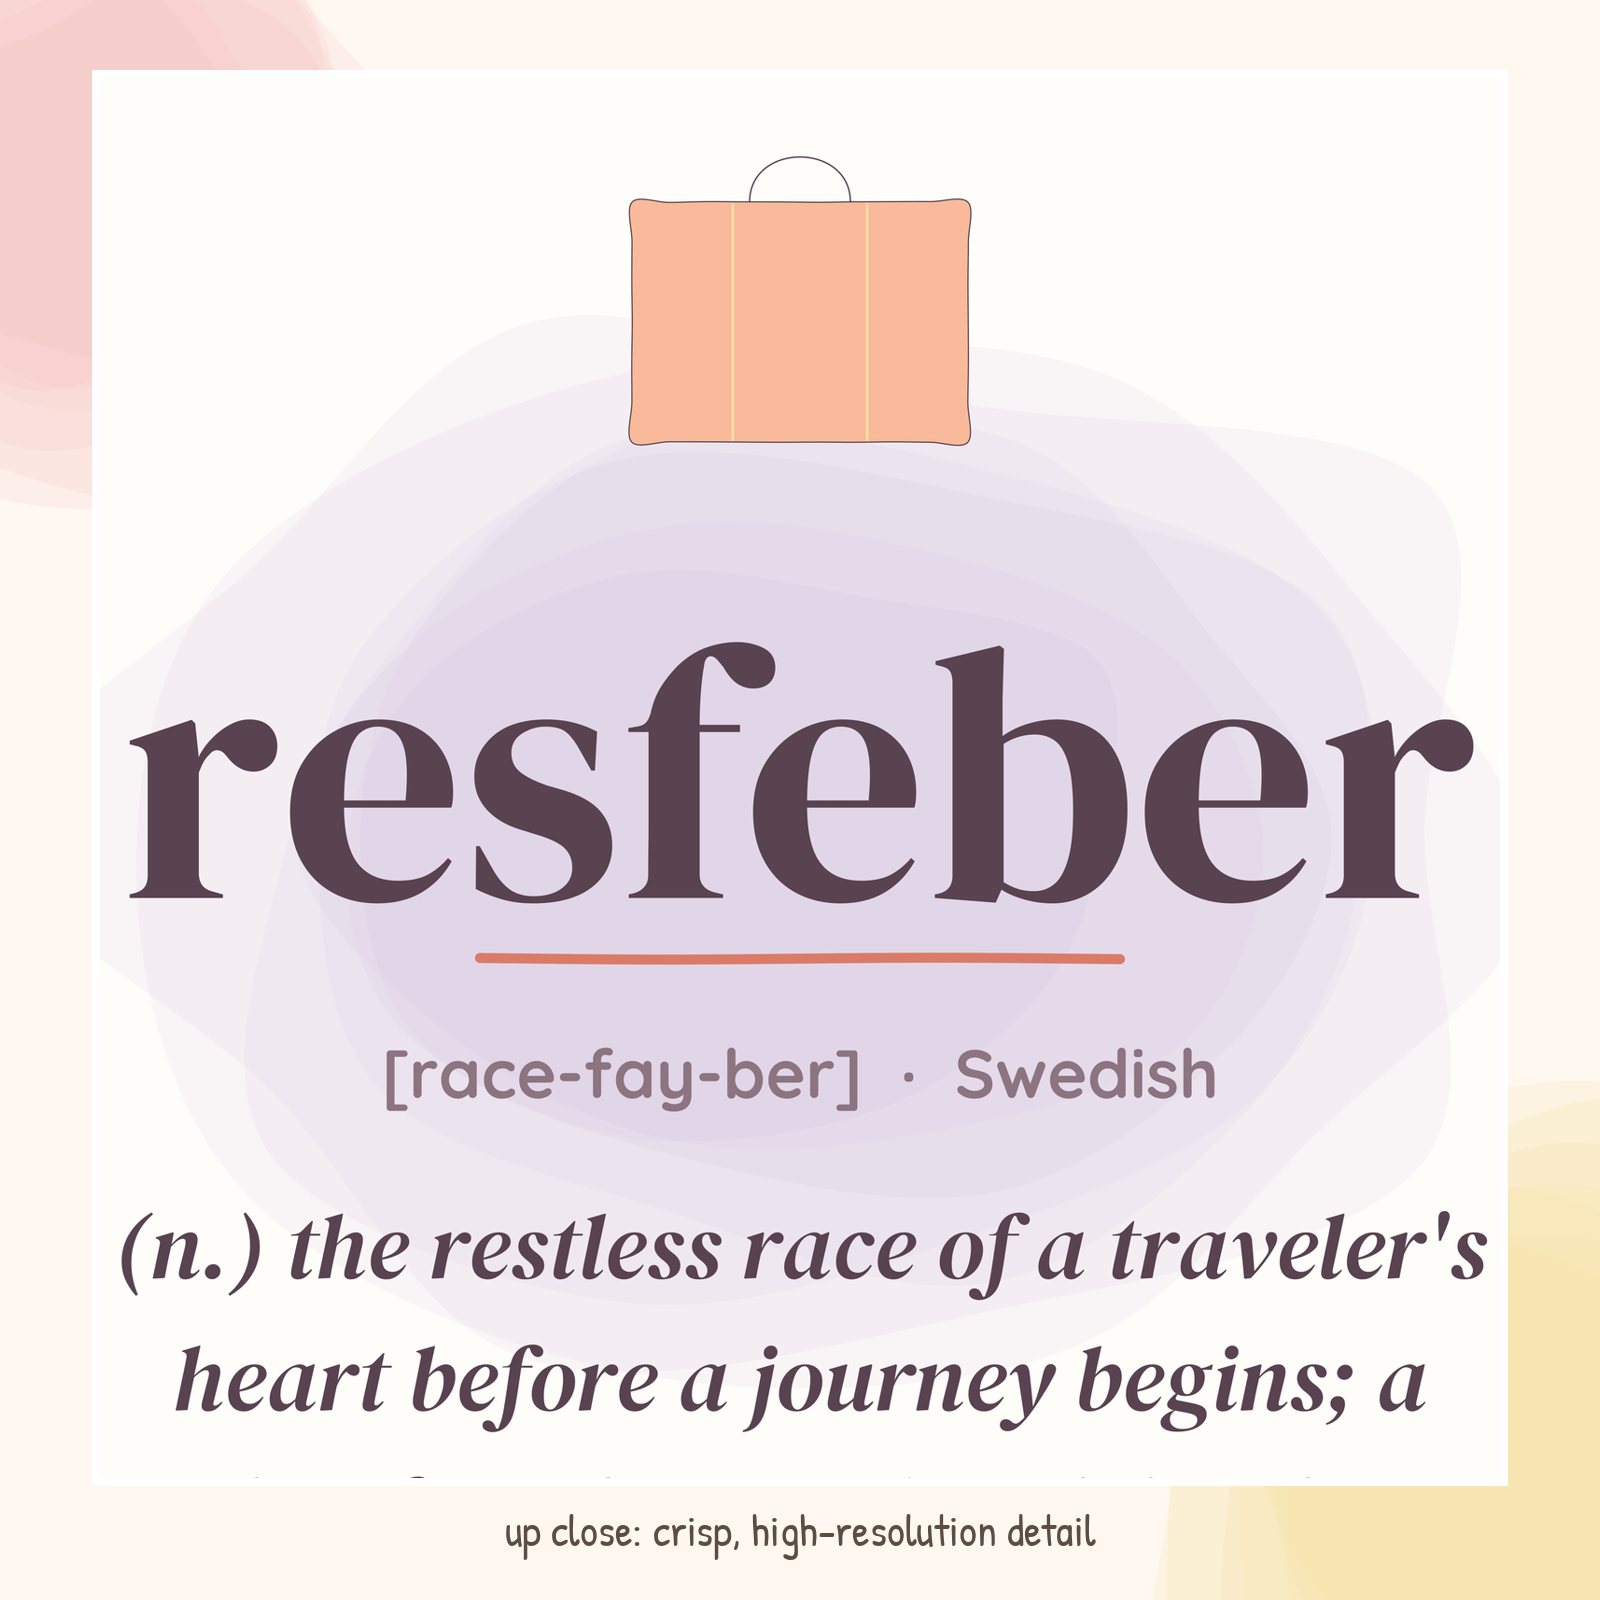 resfeber
[race-fay-ber] · Swedish
(n.) the restless race of a traveler's
heart before a journey begins; a
up close: crisp, high-resolution detail